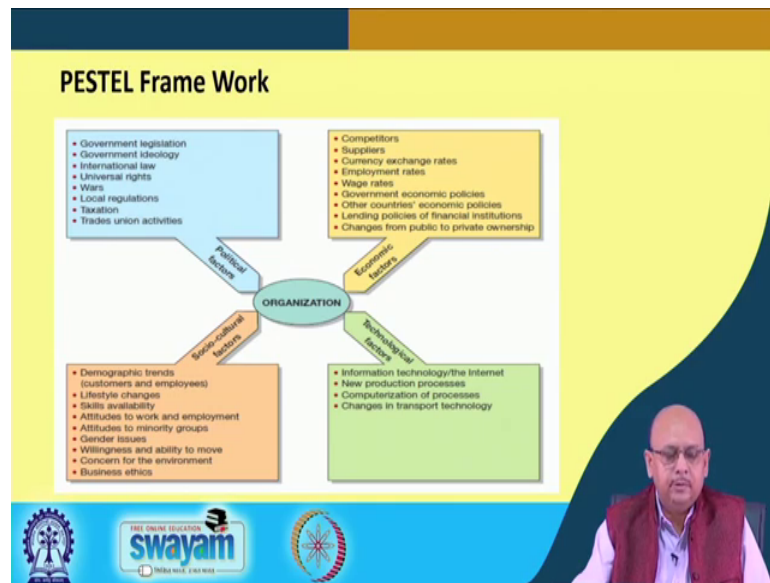 PESTEL Frame Work
• Government legislation
• Government ideology
• International law
• Universal rights
• Wars
• Local regulations
• Taxation
• Trades union activities
Political
factors
• Competitors
• Suppliers
• Currency exchange rates
• Employment rates
• Wage rates
• Government economic policies
• Other countries' economic policies
• Lending policies of financial institutions
• Changes from public to private ownership
Economic
factors
ORGANIZATION
Socio-cultural
factors
• Demographic trends
(customers and employees)
• Lifestyle changes
• Skills availability
• Attitudes to work and employment
• Attitudes to minority groups
• Gender issues
• Willingness and ability to move
• Concern for the environment
• Business ethics
Technological
factors
• Information technology/the Internet
• New production processes
• Computerization of processes
• Changes in transport technology
FREE ONLINE EDUCATION
swayam